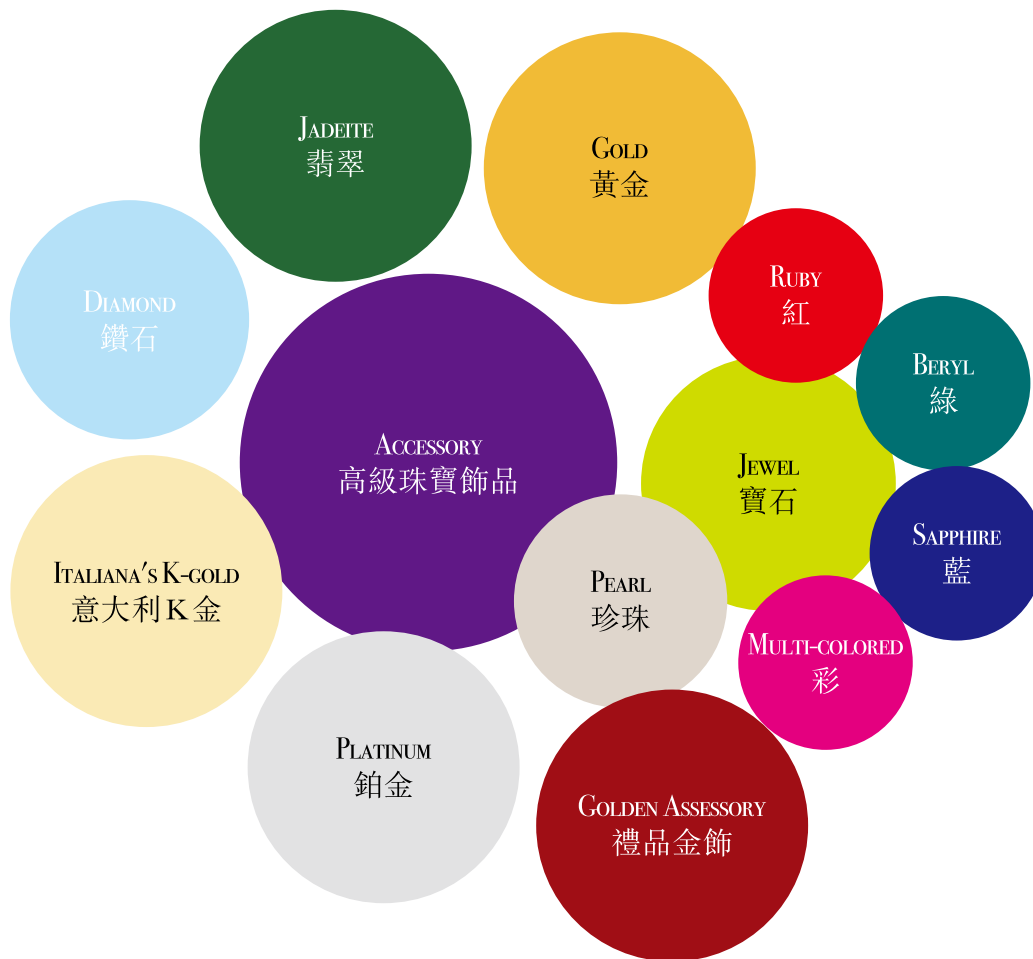 JADEITE
翡翠
GOLD
黃金
RUBY
紅
DIAMOND
鑽石
BERYL
綠
ACCESSORY
高級珠寶飾品
JEWEL
寶石
SAPPHIRE
藍
ITALIANA'S K-GOLD
意大利K金
PEARL
珍珠
MULTI-COLORED
彩
PLATINUM
鉑金
GOLDEN ASSESSORY
禮品金飾